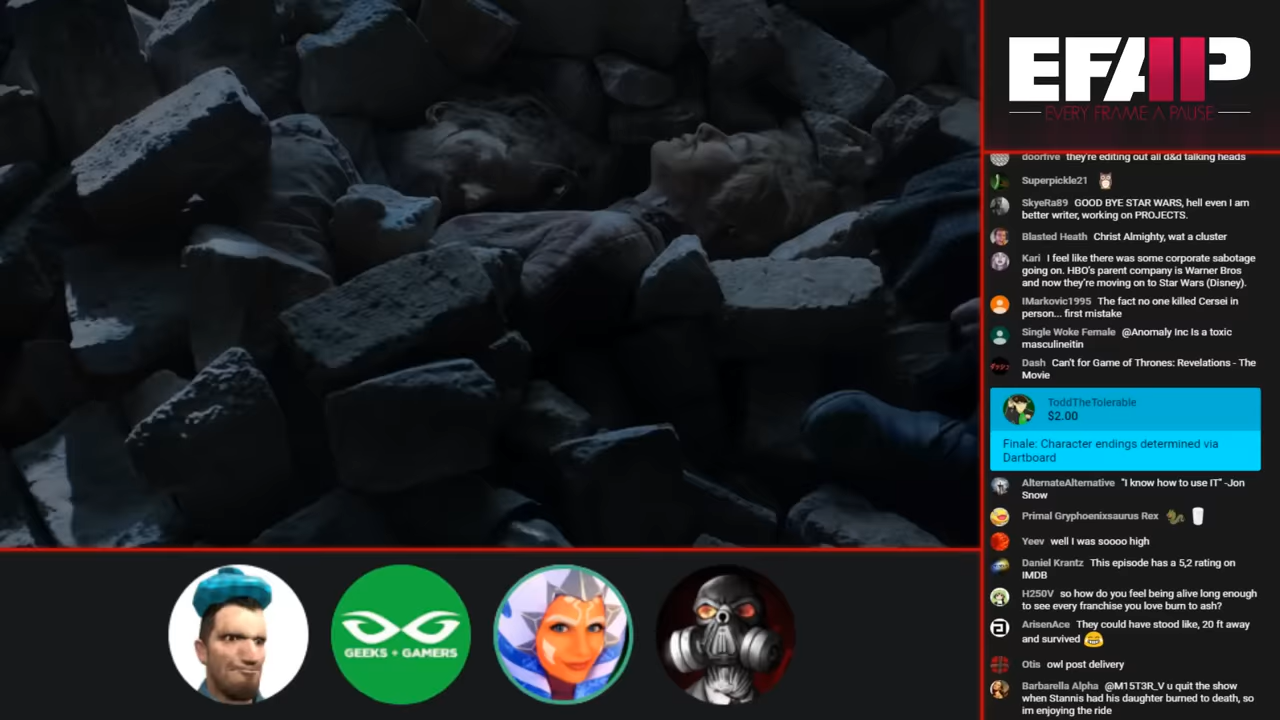 EFAP
EVERY FRAME A PAUSE
doorfive they're editing out all d&d talking heads
Superpickle21
SkyeRa89 GOOD BYE STAR WARS, hell even I am
better writer, working on PROJECTS.
Blasted Heath Christ Almighty, wat a cluster
Kari I feel like there was some corporate sabotage
going on. HBO's parent company is Warner Bros
and now they're moving on to Star Wars (Disney).
IMarkovic1995 The fact no one killed Cersei in
person... first mistake
Single Woke Female @Anomaly Inc Is a toxic
masculineitin
Dash Can't for Game of Thrones: Revelations - The
Movie
ToddTheTolerable
$2.00
Finale: Character endings determined via
Dartboard
AlternateAlternative "I know how to use IT" -Jon
Snow
Primal Gryphoenixsaurus Rex
Yeev well I was soooo high
Daniel Krantz This episode has a 5,2 rating on
IMDB
H250V so how do you feel being alive long enough
to see every franchise you love burn to ash?
ArisenAce They could have stood like, 20 ft away
and survived
Otis owl post delivery
Barbarella Alpha @M15T3R_V u quit the show
when Stannis had his daughter burned to death, so
im enjoying the ride
GEEKS + GAMERS